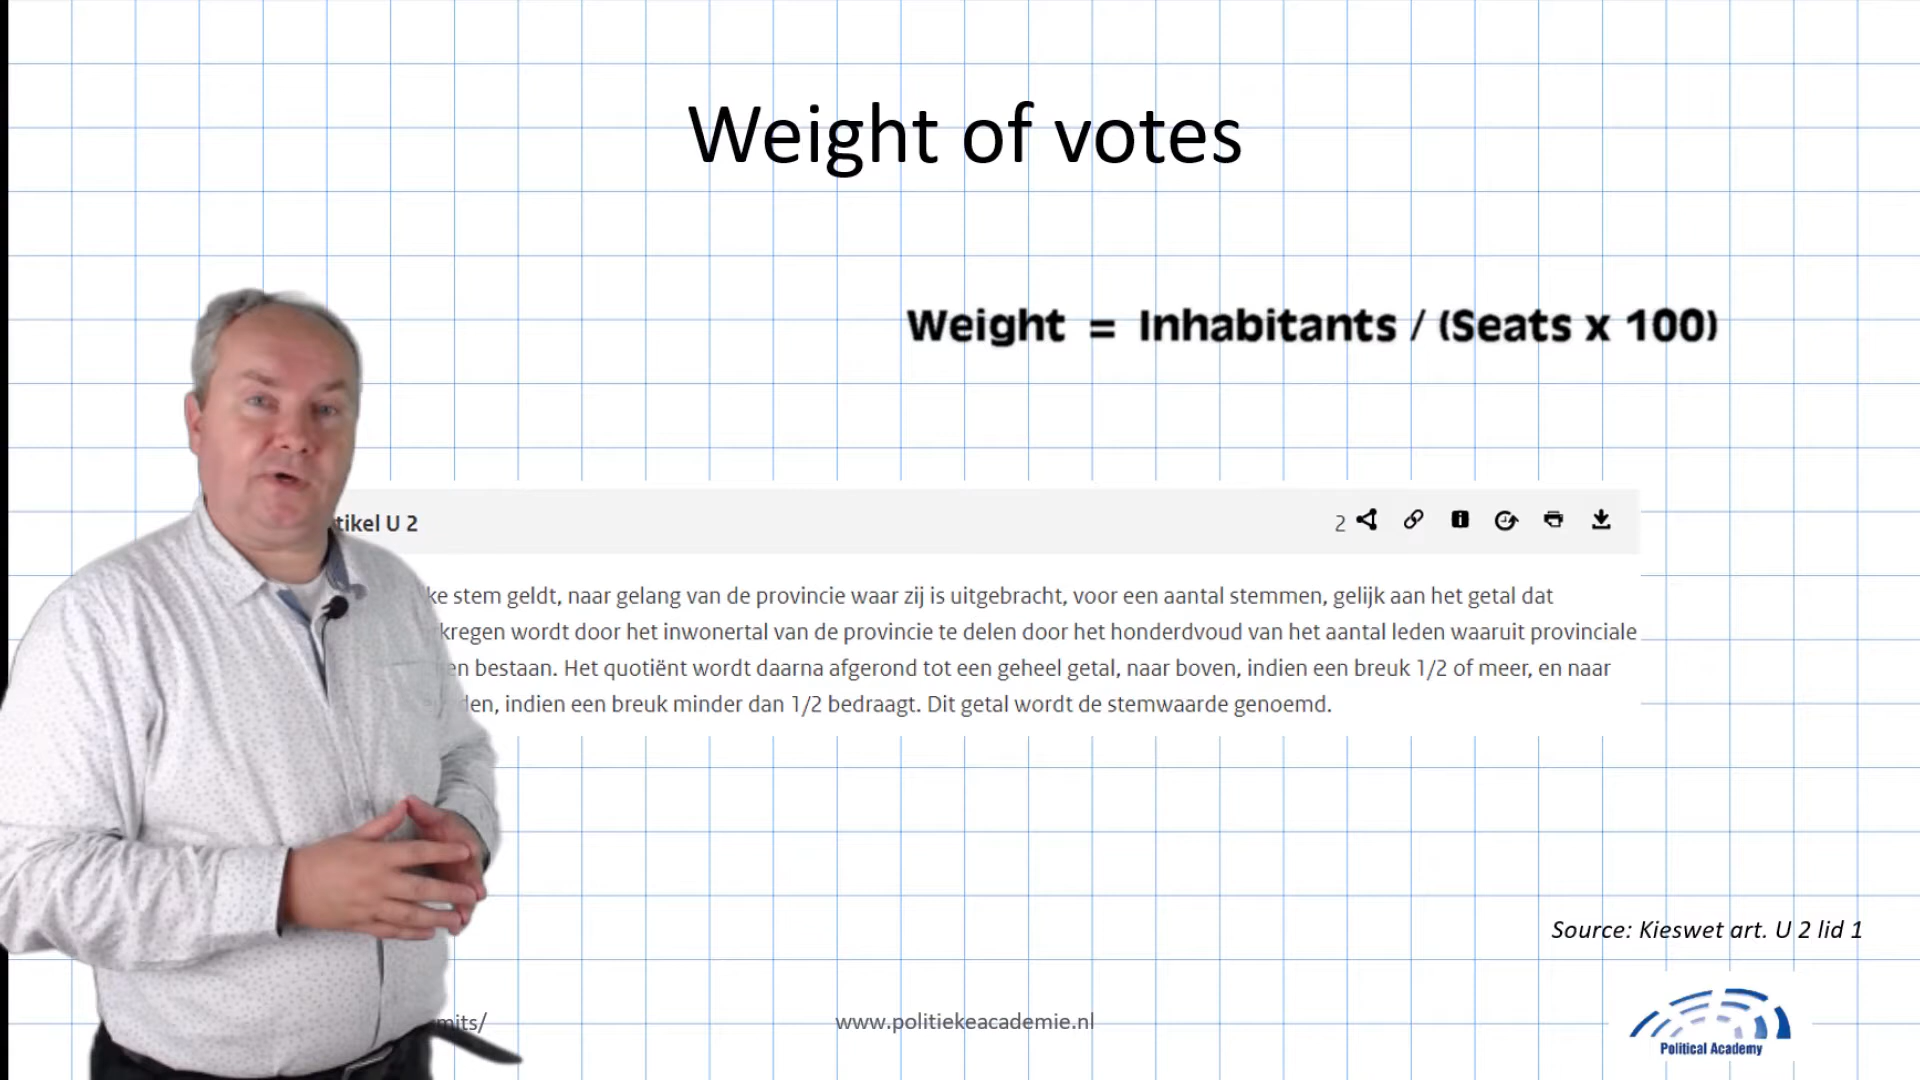 Weight of votes
Weight = Inhabitants / (Seats x 100)
tikel U 2
2
ke stem geldt, naar gelang van de provincie waar zij is uitgebracht, voor een aantal stemmen, gelijk aan het getal dat
kregen wordt door het inwonertal van de provincie te delen door het honderdvoud van het aantal leden waaruit provinciale
en bestaan. Het quotiënt wordt daarna afgerond tot een geheel getal, naar boven, indien een breuk 1/2 of meer, en naar
den, indien een breuk minder dan 1/2 bedraagt. Dit getal wordt de stemwaarde genoemd.
Source: Kieswet art. U 2 lid 1
mits/
www.politiekeacademie.nl
Political Academy